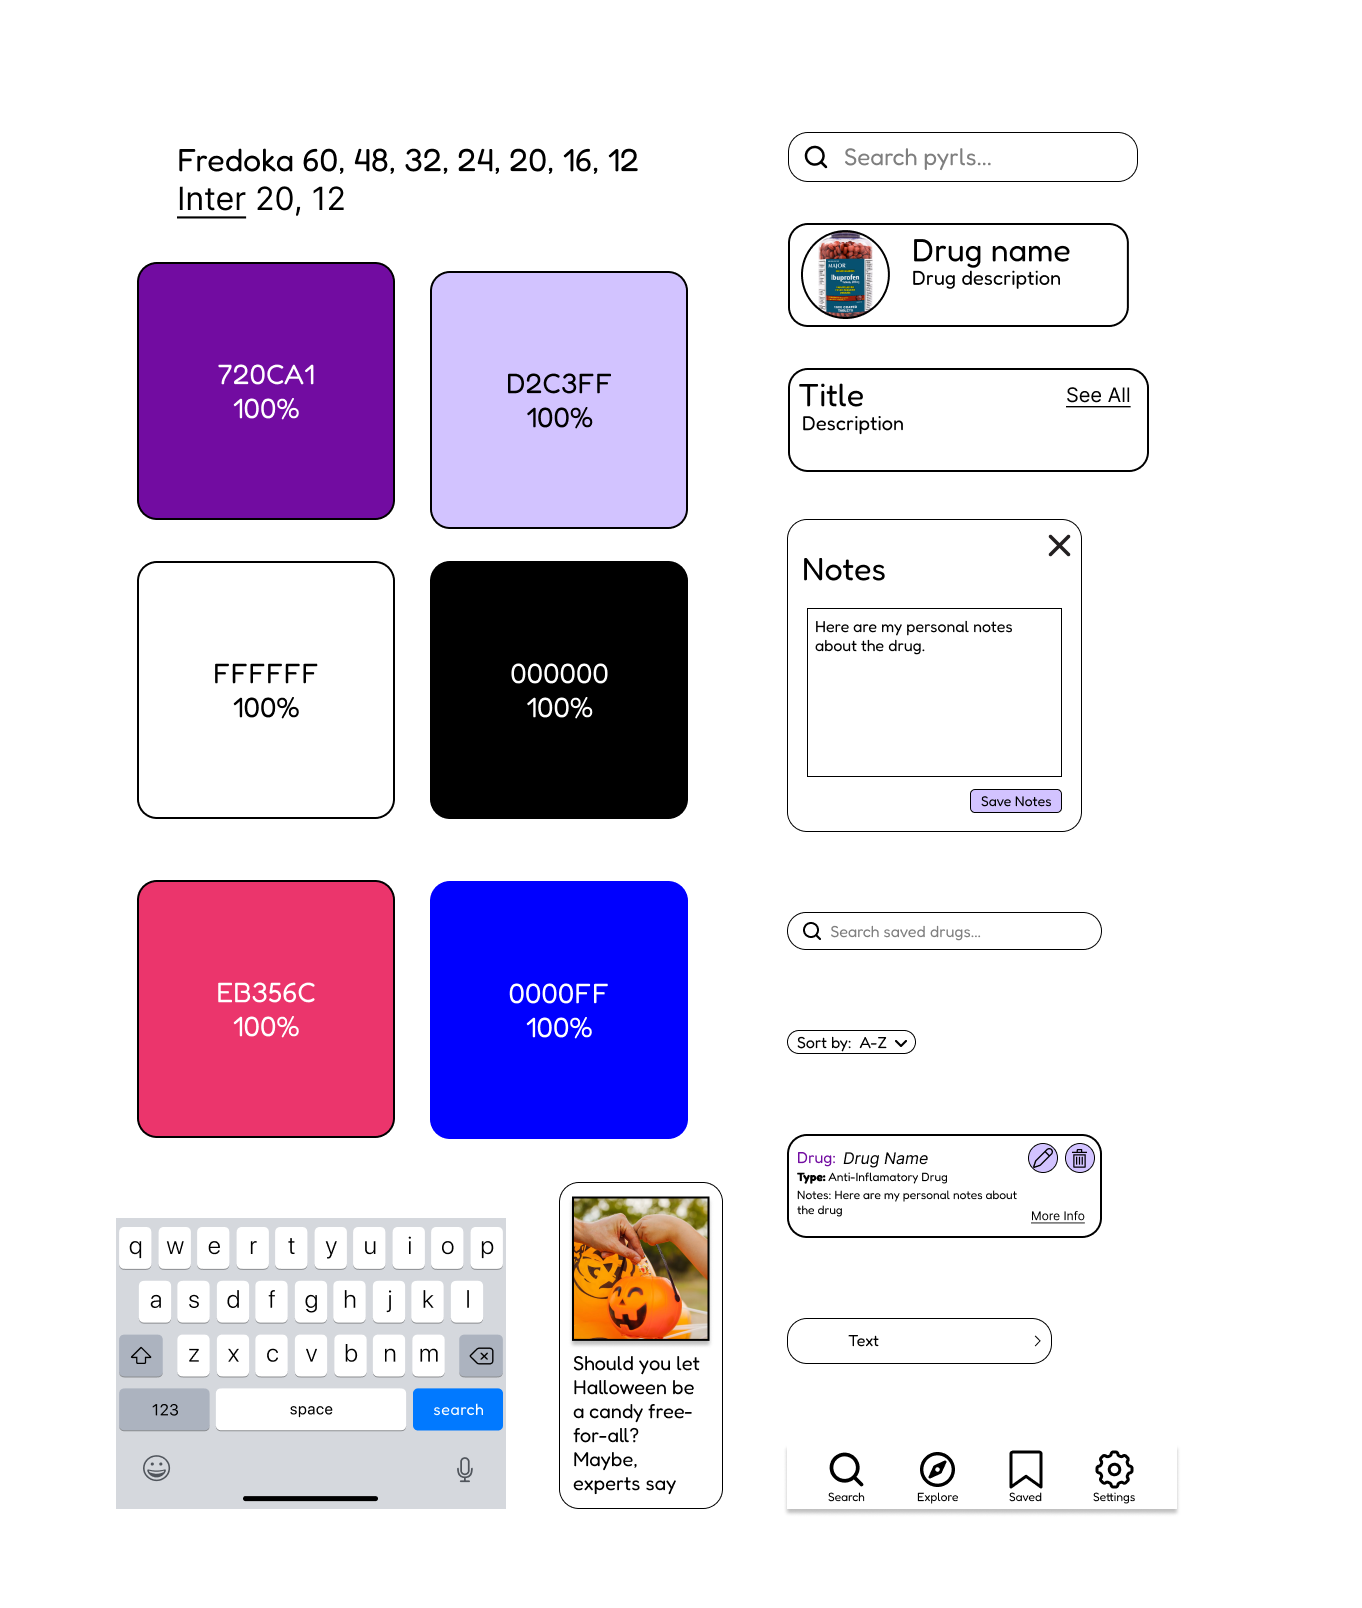 Fredoka 60, 48, 32, 24, 20, 16, 12
Inter 20, 12
720CA1
100%
D2C3FF
100%
FFFFFF
100%
000000
100%
EB356C
100%
0000FF
100%
q w e r t y u i o p
a s d f g h j k l
z x c v b n m
123 space search
Should you let
Halloween be
a candy free-
for-all?
Maybe,
experts say
Search pyrls...
MAJOR
Ibuprofen
Drug name
Drug description
Title
See All
Description
Notes
Here are my personal notes
about the drug.
Save Notes
Search saved drugs...
Sort by: A-Z
Drug: Drug Name
Type: Anti-Inflamatory Drug
Notes: Here are my personal notes about
the drug
More Info
Text
Search Explore Saved Settings